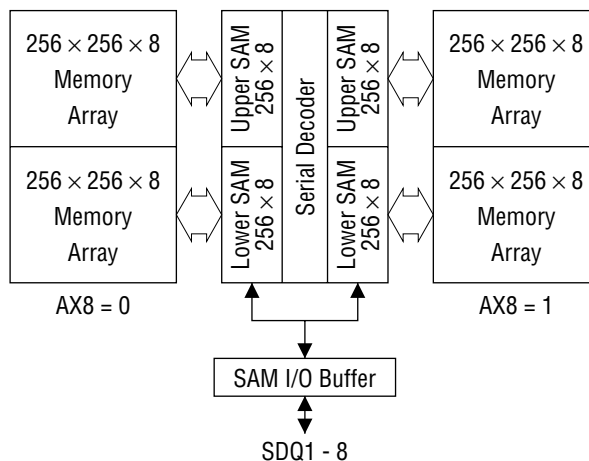 256 × 256 × 8
Memory
Array
256 × 256 × 8
Memory
Array
AX8 = 0
Upper SAM
256 × 8
Lower SAM
256 × 8
Serial Decoder
Upper SAM
256 × 8
Lower SAM
256 × 8
256 × 256 × 8
Memory
Array
256 × 256 × 8
Memory
Array
AX8 = 1
SAM I/O Buffer
SDQ1 - 8